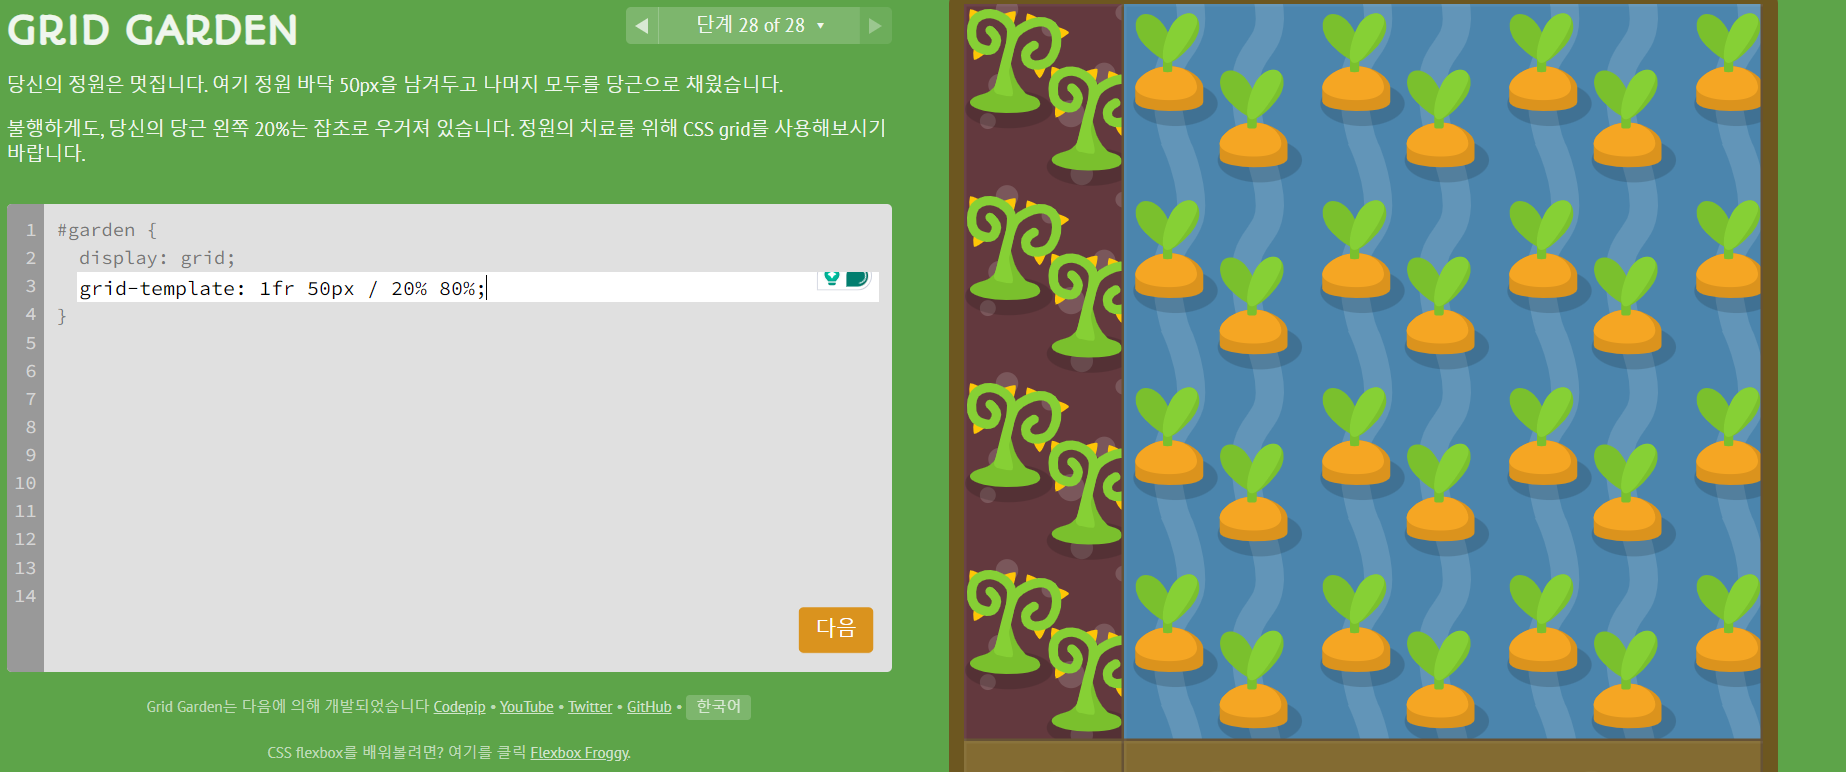 GRID GARDEN
◀ 단계 28 of 28 ▼ ▶
당신의 정원은 멋집니다. 여기 정원 바닥 50px을 남겨두고 나머지 모두를 당근으로 채웠습니다.
불행하게도, 당신의 당근 왼쪽 20%는 잡초로 우거져 있습니다. 정원의 치료를 위해 CSS grid를 사용해보시기
바랍니다.
1 #garden {
2 display: grid;
3 grid-template: 1fr 50px / 20% 80%;
4 }
5
6
7
8
9
10
11
12
13
14
다음
Grid Garden는 다음에 의해 개발되었습니다 Codepip • YouTube • Twitter • GitHub • 한국어
CSS flexbox를 배워볼려면? 여기를 클릭 Flexbox Froggy.